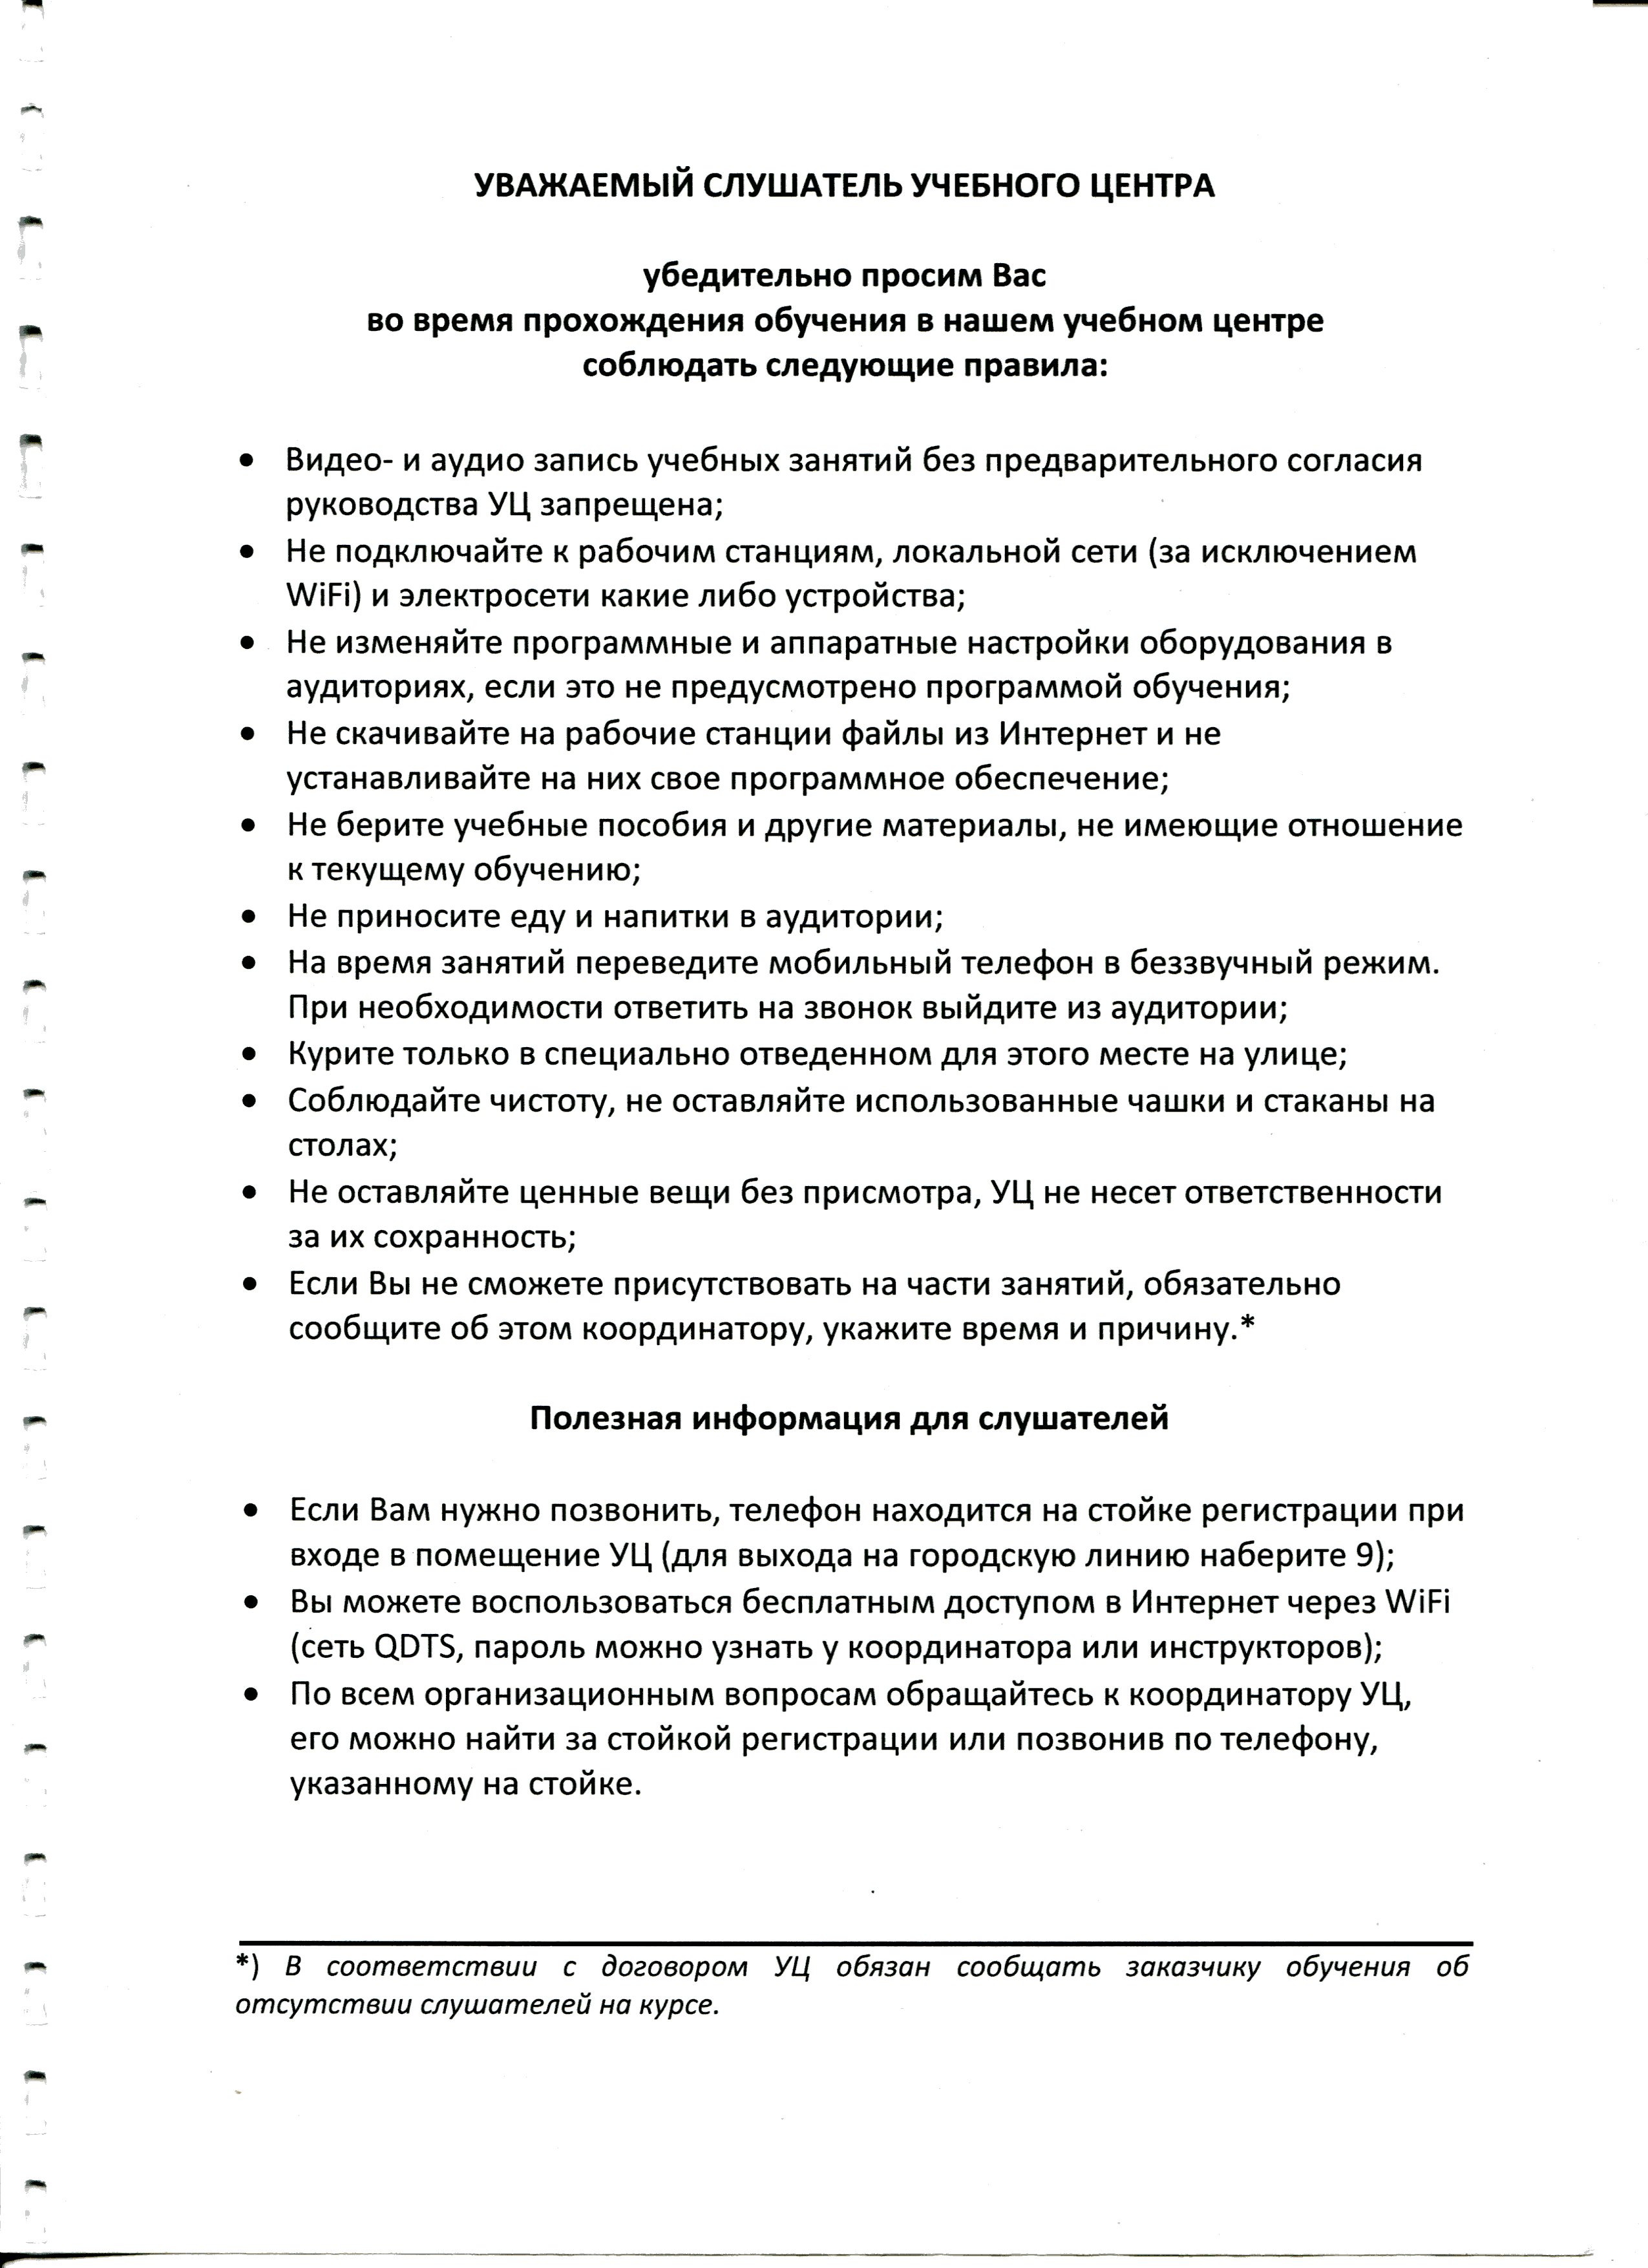 УВАЖАЕМЫЙ СЛУШАТЕЛЬ УЧЕБНОГО ЦЕНТРА
убедительно просим Вас
во время прохождения обучения в нашем учебном центре
соблюдать следующие правила:
• Видео- и аудио запись учебных занятий без предварительного согласия
руководства УЦ запрещена;
• Не подключайте к рабочим станциям, локальной сети (за исключением
WiFi) и электросети какие либо устройства;
• Не изменяйте программные и аппаратные настройки оборудования в
аудиториях, если это не предусмотрено программой обучения;
• Не скачивайте на рабочие станции файлы из Интернет и не
устанавливайте на них свое программное обеспечение;
• Не берите учебные пособия и другие материалы, не имеющие отношение
к текущему обучению;
• Не приносите еду и напитки в аудитории;
• На время занятий переведите мобильный телефон в беззвучный режим.
При необходимости ответить на звонок выйдите из аудитории;
• Курите только в специально отведенном для этого месте на улице;
• Соблюдайте чистоту, не оставляйте использованные чашки и стаканы на
столах;
• Не оставляйте ценные вещи без присмотра, УЦ не несет ответственности
за их сохранность;
• Если Вы не сможете присутствовать на части занятий, обязательно
сообщите об этом координатору, укажите время и причину.*
Полезная информация для слушателей
• Если Вам нужно позвонить, телефон находится на стойке регистрации при
входе в помещение УЦ (для выхода на городскую линию наберите 9);
• Вы можете воспользоваться бесплатным доступом в Интернет через WiFi
(сеть QDTS, пароль можно узнать у координатора или инструкторов);
• По всем организационным вопросам обращайтесь к координатору УЦ,
его можно найти за стойкой регистрации или позвонив по телефону,
указанному на стойке.
*) В соответствии с договором УЦ обязан сообщать заказчику обучения об
отсутствии слушателей на курсе.